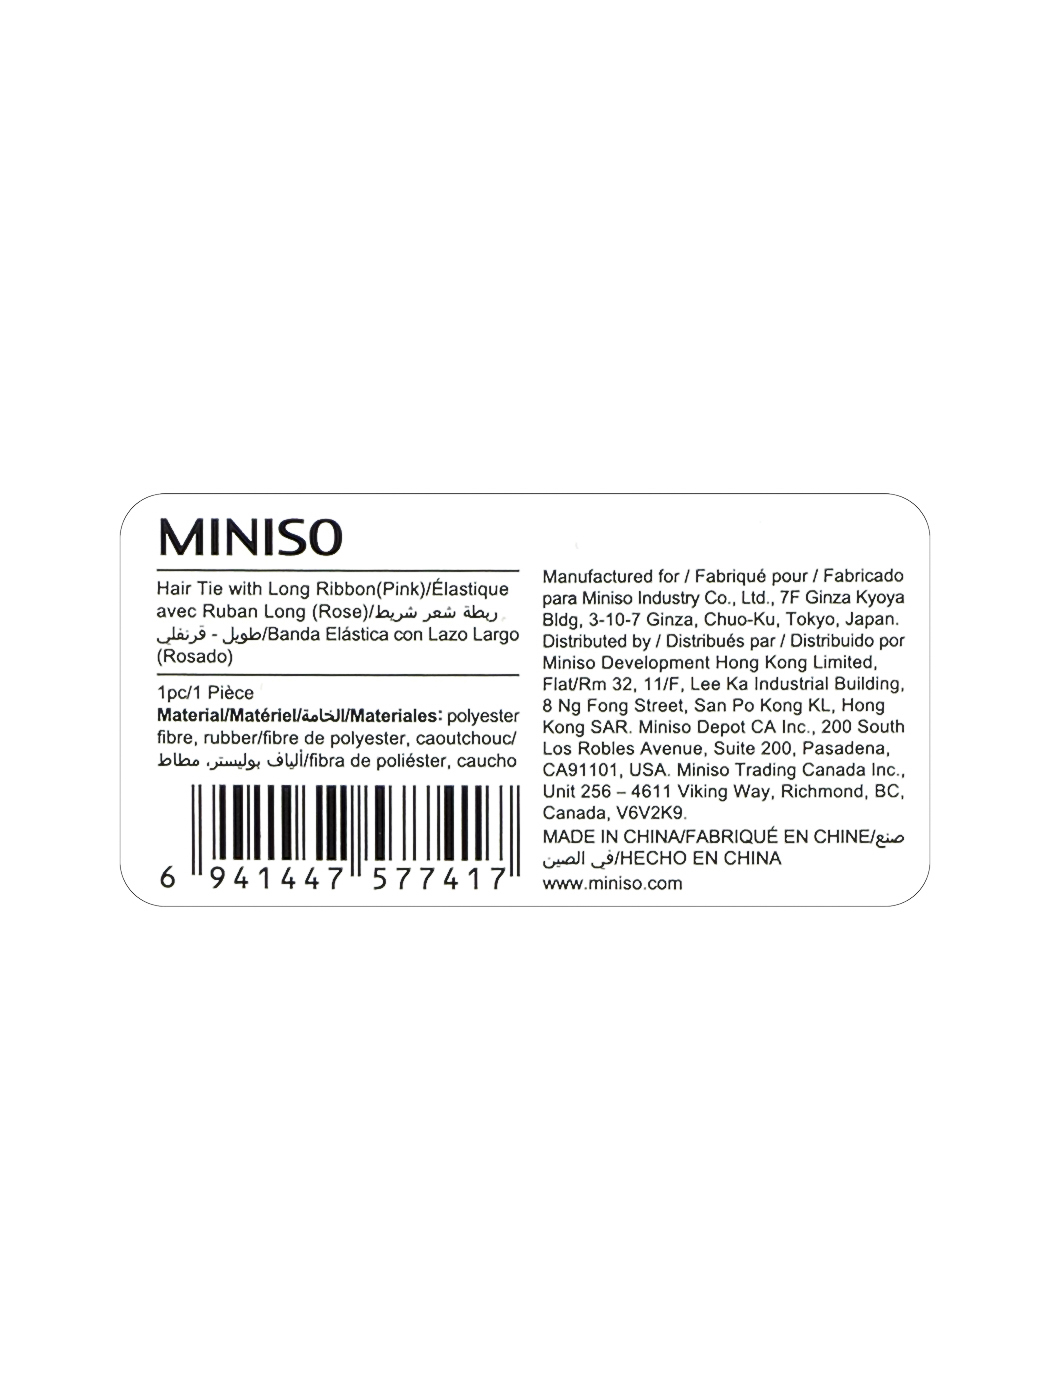 MINISO
Hair Tie with Long Ribbon(Pink)/Élastique
avec Ruban Long (Rose)/ربطة شعر شريط
طويل - قرنفلي/Banda Elástica con Lazo Largo
(Rosado)
1pc/1 Pièce
Material/Matériel/الخامة/Materiales: polyester
fibre, rubber/fibre de polyester, caoutchouc/
ألياف بوليستر، مطاط/fibra de poliéster, caucho
6 941447 577417
Manufactured for / Fabriqué pour / Fabricado
para Miniso Industry Co., Ltd., 7F Ginza Kyoya
Bldg, 3-10-7 Ginza, Chuo-Ku, Tokyo, Japan.
Distributed by / Distribués par / Distribuido por
Miniso Development Hong Kong Limited,
Flat/Rm 32, 11/F, Lee Ka Industrial Building,
8 Ng Fong Street, San Po Kong KL, Hong
Kong SAR. Miniso Depot CA Inc., 200 South
Los Robles Avenue, Suite 200, Pasadena,
CA91101, USA. Miniso Trading Canada Inc.,
Unit 256 – 4611 Viking Way, Richmond, BC,
Canada, V6V2K9.
MADE IN CHINA/FABRIQUÉ EN CHINE/صنع
في الصين/HECHO EN CHINA
www.miniso.com